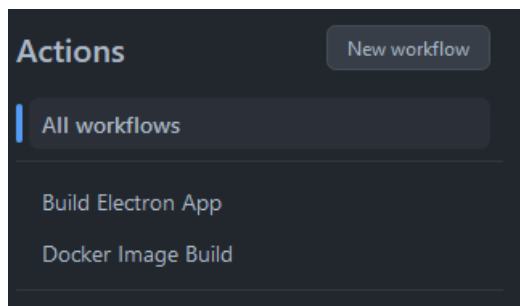 Actions
New workflow
All workflows
Build Electron App
Docker Image Build